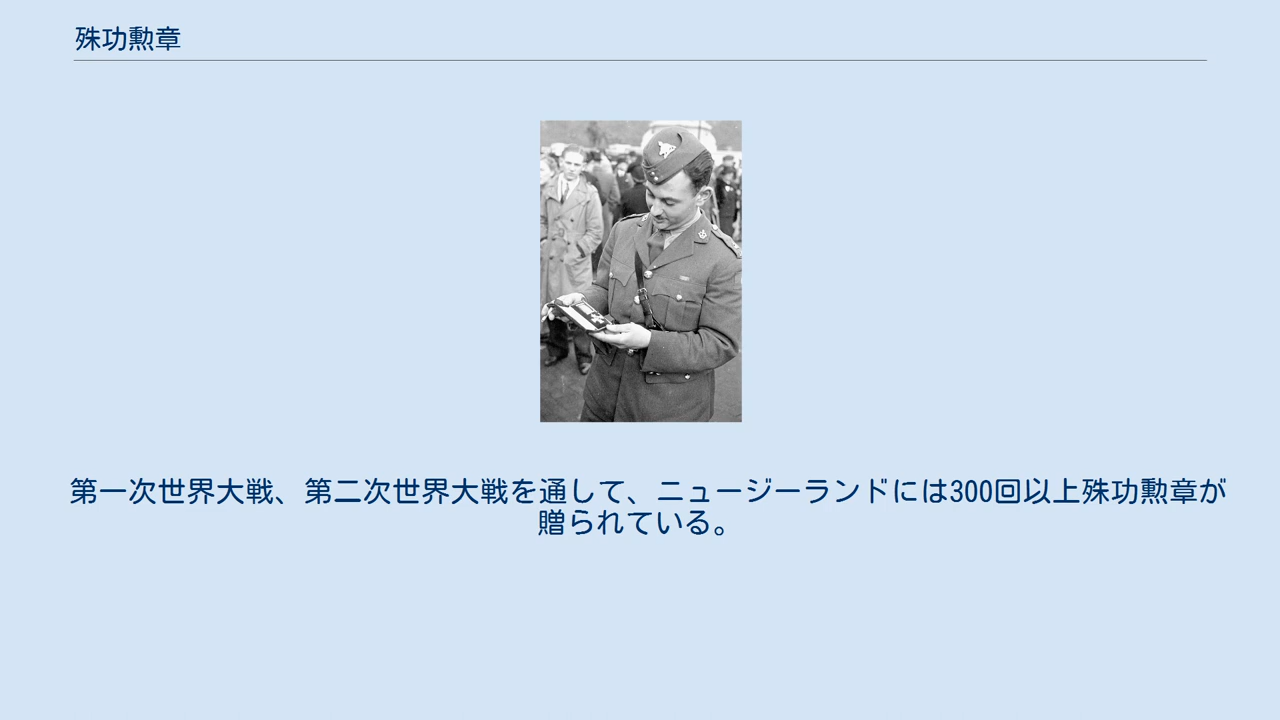 殊功勲章
第一次世界大戦、第二次世界大戦を通して、ニュージーランドには300回以上殊功勲章が
贈られている。